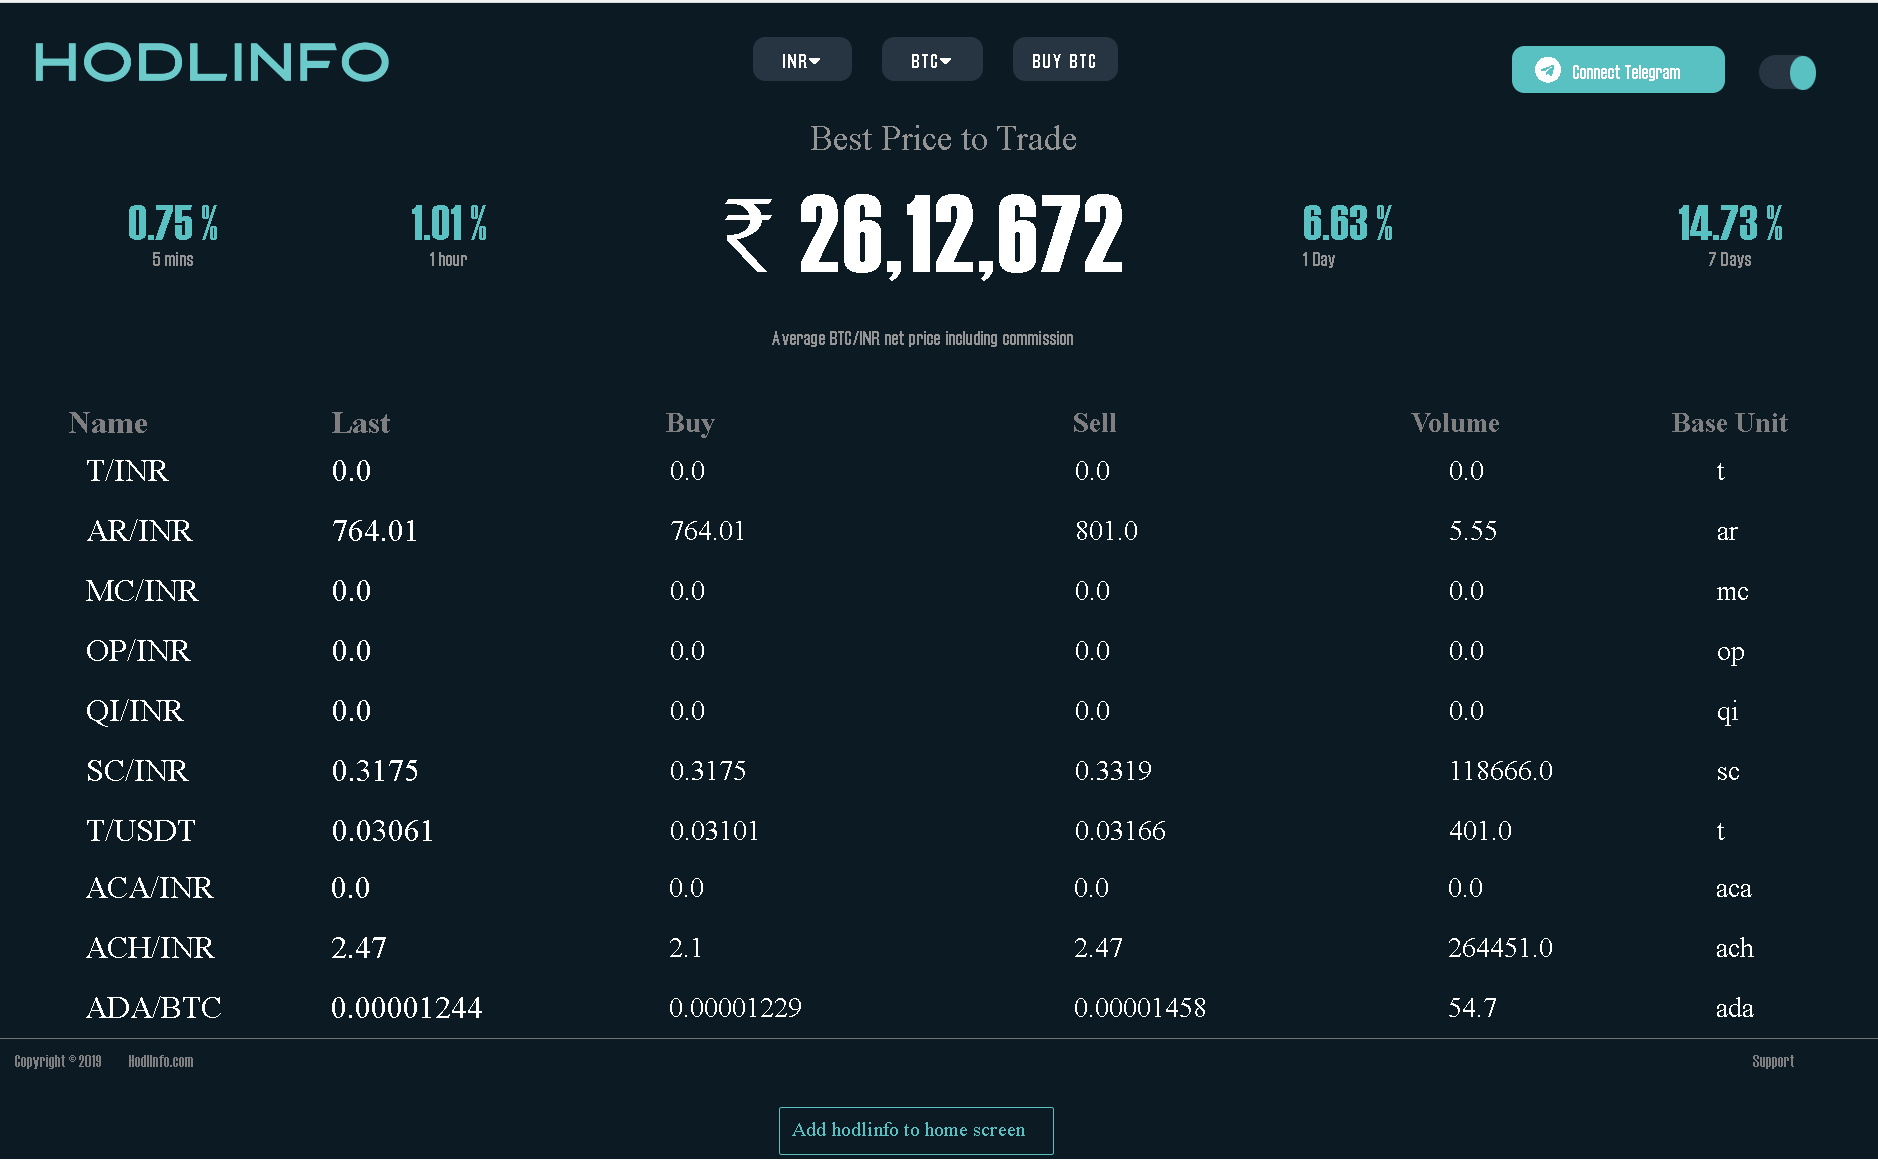 HODLINFO
INR BTC BUY BTC
Connect Telegram
Best Price to Trade
0.75 % 1.01 % ₹ 26,12,672 6.63 % 14.73 %
5 mins 1 hour 1 Day 7 Days
Average BTC/INR net price including commission
Name Last Buy Sell Volume Base Unit
T/INR 0.0 0.0 0.0 0.0 t
AR/INR 764.01 764.01 801.0 5.55 ar
MC/INR 0.0 0.0 0.0 0.0 mc
OP/INR 0.0 0.0 0.0 0.0 op
QI/INR 0.0 0.0 0.0 0.0 qi
SC/INR 0.3175 0.3175 0.3319 118666.0 sc
T/USDT 0.03061 0.03101 0.03166 401.0 t
ACA/INR 0.0 0.0 0.0 0.0 aca
ACH/INR 2.47 2.1 2.47 264451.0 ach
ADA/BTC 0.00001244 0.00001229 0.00001458 54.7 ada
Copyright © 2019 HodlInfo.com Support
Add hodlinfo to home screen